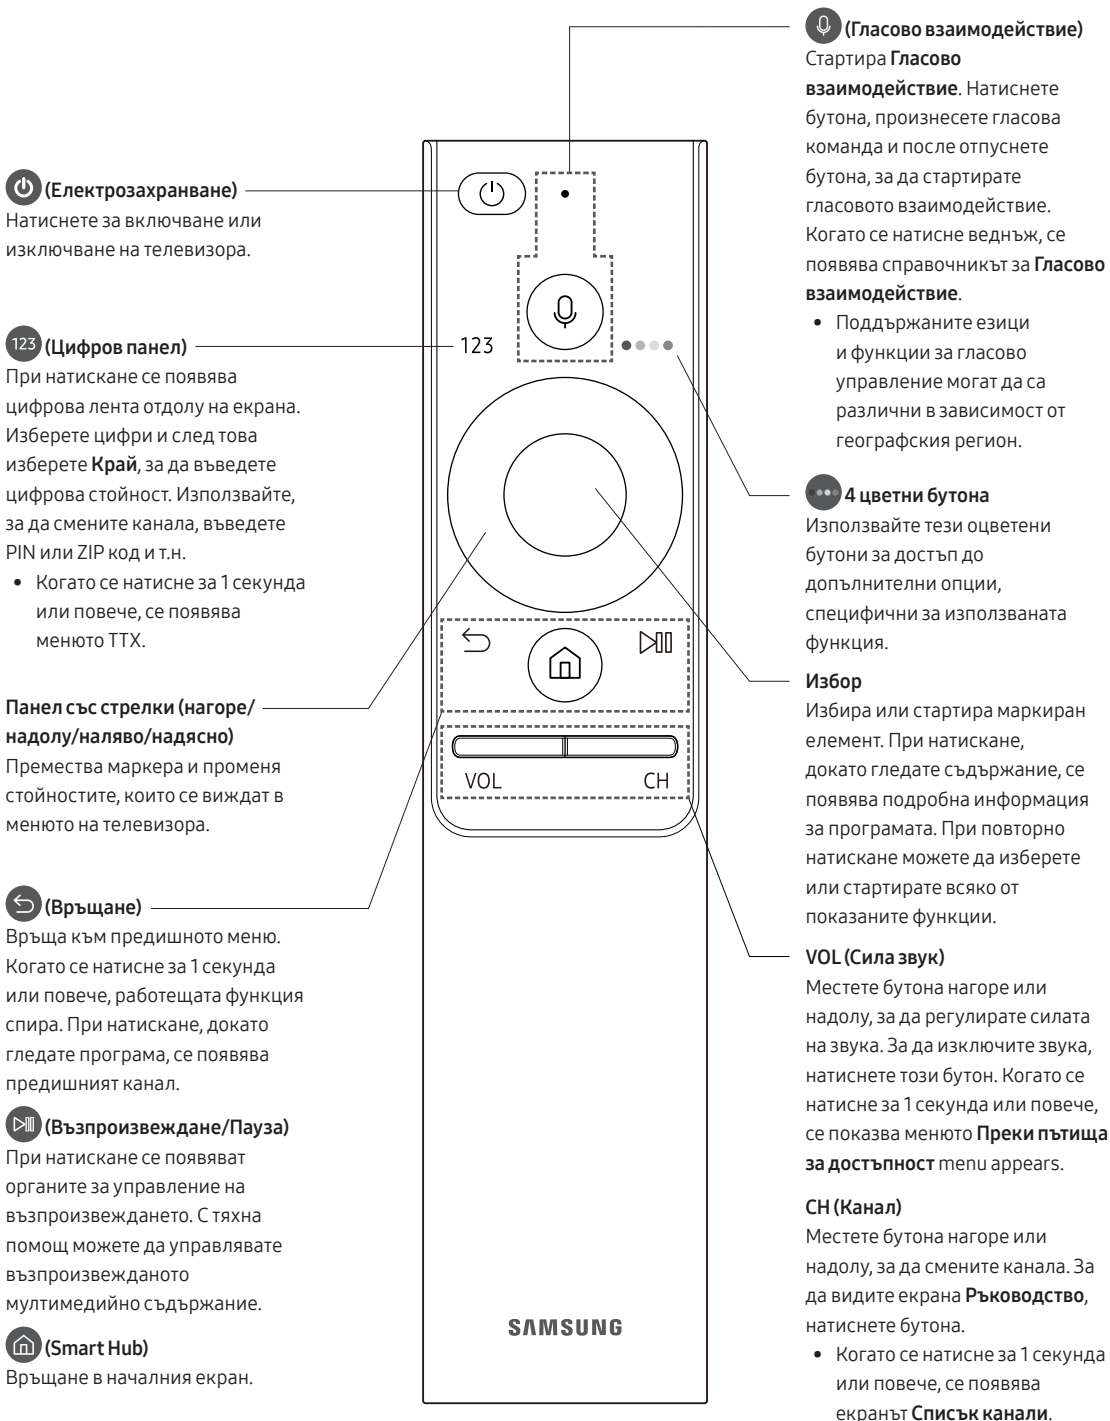 (Електрозахранване)
Натиснете за включване или
изключване на телевизора.
123 (Цифров панел)
При натискане се появява
цифрова лента отдолу на екрана.
Изберете цифри и след това
изберете Край, за да въведете
цифрова стойност. Използвайте,
за да смените канала, въведете
PIN или ZIP код и т.н.
• Когато се натисне за 1 секунда
или повече, се появява
менюто TTX.
Панел със стрелки (нагоре/
надолу/наляво/надясно)
Премества маркера и променя
стойностите, които се виждат в
менюто на телевизора.
(Връщане)
Връща към предишното меню.
Когато се натисне за 1 секунда
или повече, работещата функция
спира. При натискане, докато
гледате програма, се появява
предишният канал.
(Възпроизвеждане/Пауза)
При натискане се появяват
органите за управление на
възпроизвеждането. С тяхна
помощ можете да управлявате
възпроизвежданото
мултимедийно съдържание.
(Smart Hub)
Връщане в началния екран.
123
VOL
CH
SAMSUNG
(Гласово взаимодействие)
Стартира Гласово
взаимодействие. Натиснете
бутона, произнесете гласова
команда и после отпуснете
бутона, за да стартирате
гласовото взаимодействие.
Когато се натисне веднъж, се
появява справочникът за Гласово
взаимодействие.
• Поддържаните езици
и функции за гласово
управление могат да са
различни в зависимост от
географския регион.
4 цветни бутона
Използвайте тези оцветени
бутони за достъп до
допълнителни опции,
специфични за използваната
функция.
Избор
Избира или стартира маркиран
елемент. При натискане,
докато гледате съдържание, се
появява подробна информация
за програмата. При повторно
натискане можете да изберете
или стартирате всяко от
показаните функции.
VOL (Сила звук)
Местете бутона нагоре или
надолу, за да регулирате силата
на звука. За да изключите звука,
натиснете този бутон. Когато се
натисне за 1 секунда или повече,
се показва менюто Преки пътища
за достъпност menu appears.
CH (Канал)
Местете бутона нагоре или
надолу, за да смените канала. За
да видите екрана Ръководство,
натиснете бутона.
• Когато се натисне за 1 секунда
или повече, се появява
екранът Списък канали.